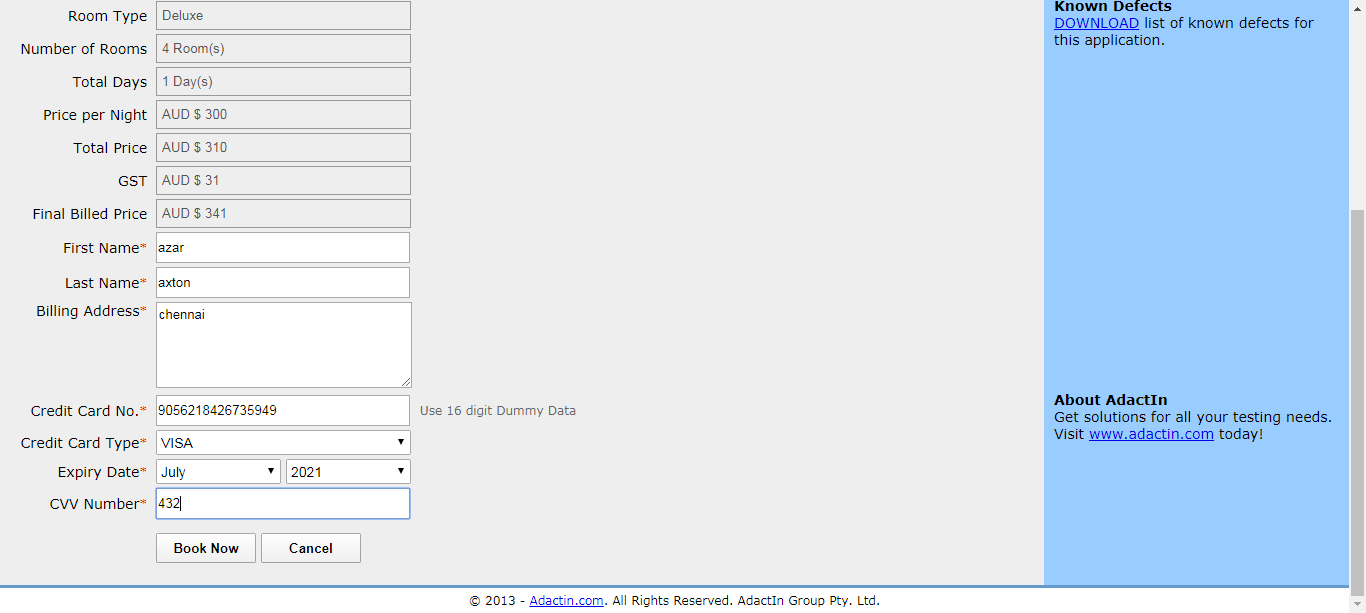 Room Type Deluxe
Number of Rooms 4 Room(s)
Total Days 1 Day(s)
Price per Night AUD $ 300
Total Price AUD $ 310
GST AUD $ 31
Final Billed Price AUD $ 341
First Name* azar
Last Name* axton
Billing Address* chennai
Credit Card No.* 9056218426735949 Use 16 digit Dummy Data
Credit Card Type* VISA
Expiry Date* July 2021
CVV Number* 432
Book Now Cancel
Known Defects
DOWNLOAD list of known defects for
this application.
About AdactIn
Get solutions for all your testing needs.
Visit www.adactin.com today!
© 2013 - Adactin.com. All Rights Reserved. AdactIn Group Pty. Ltd.